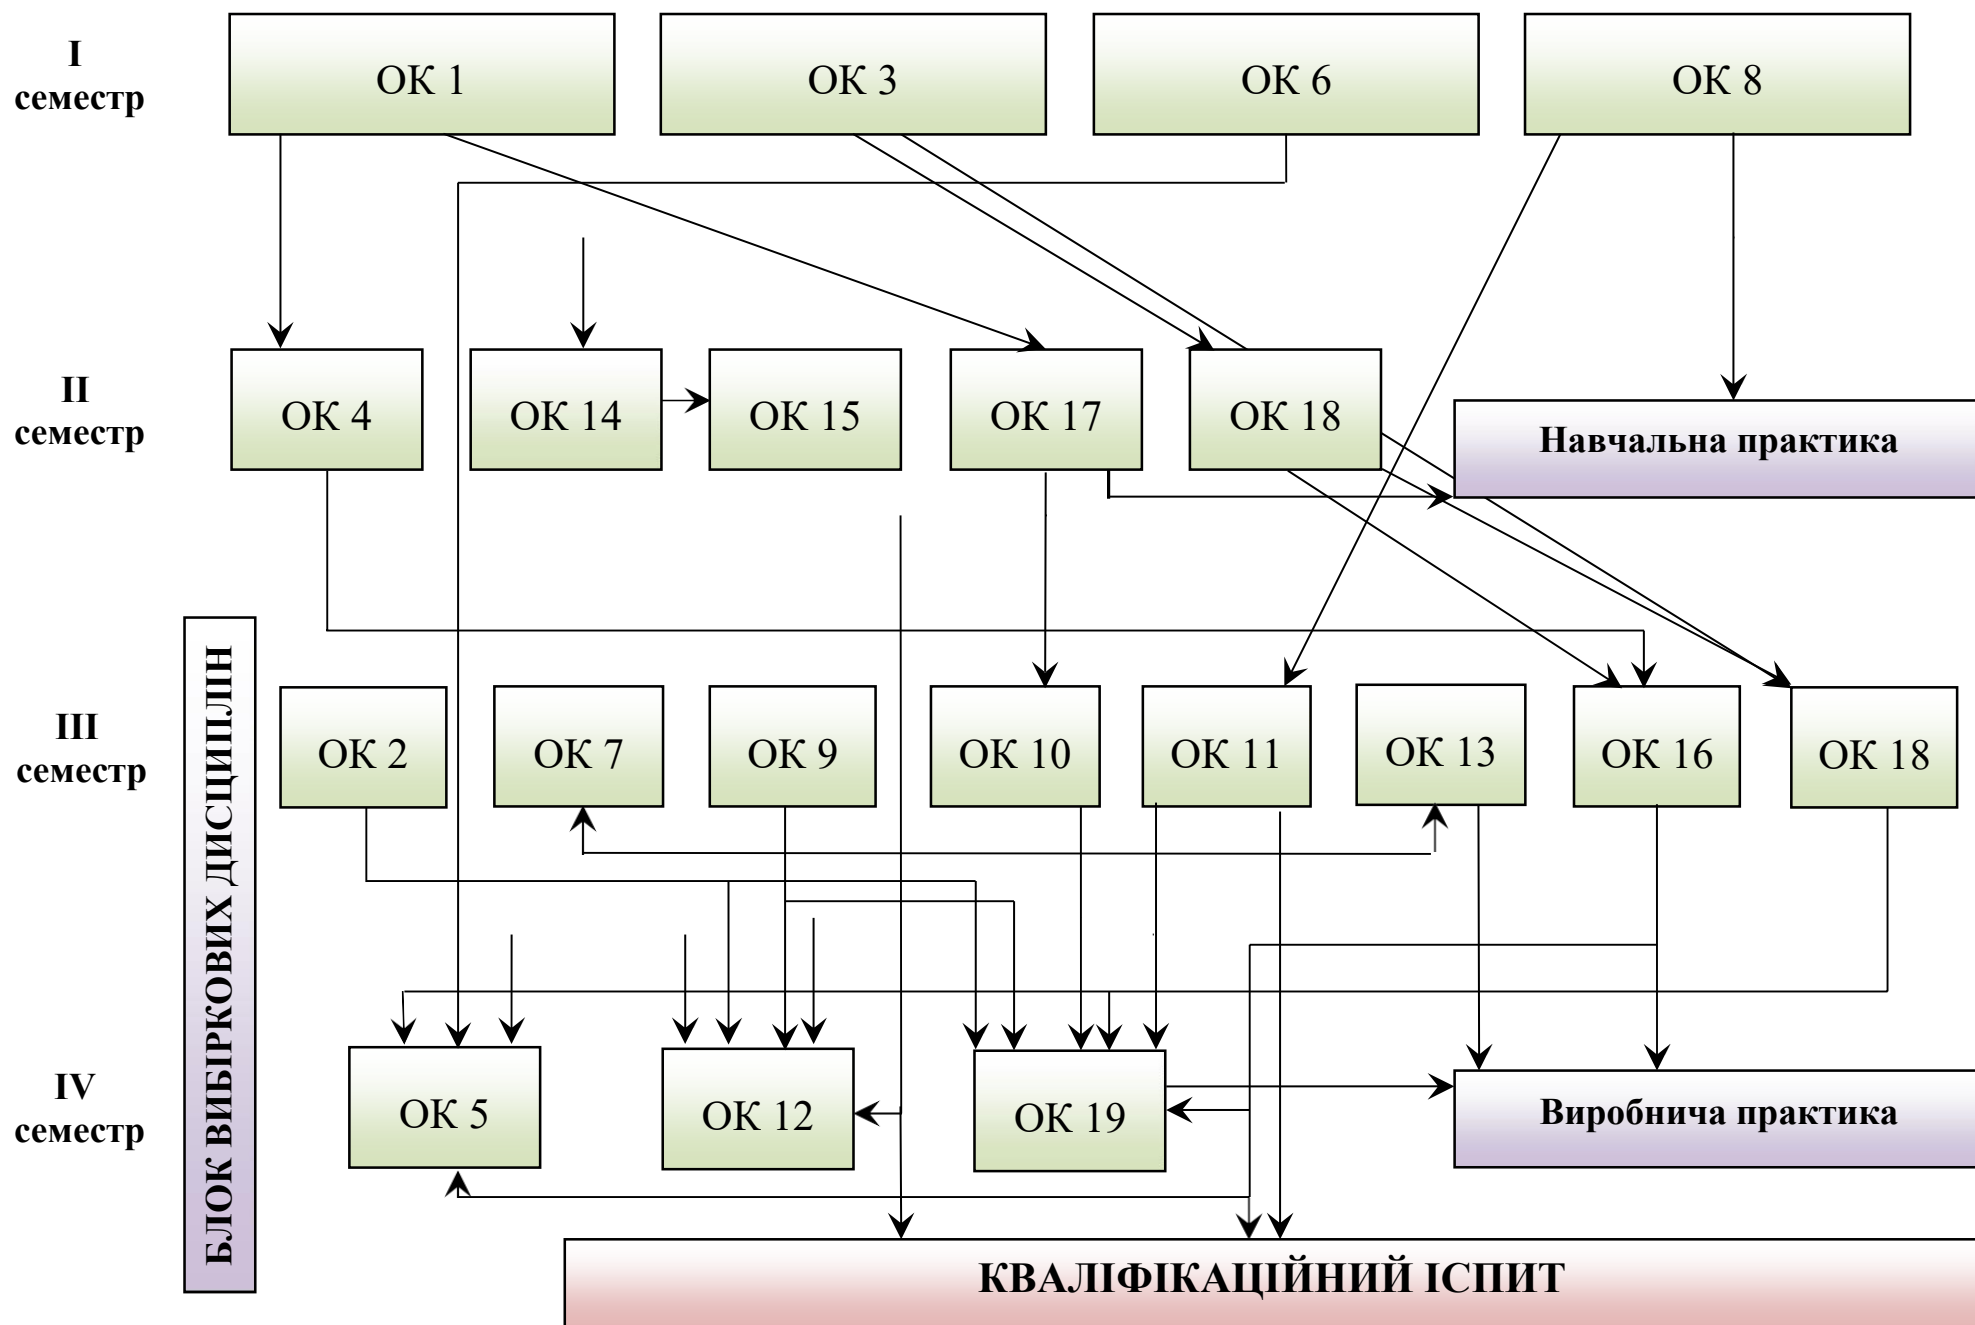 I
семестр
ОК 1
ОК 3
ОК 6
ОК 8
II
семестр
ОК 4
ОК 14
ОК 15
ОК 17
ОК 18
Навчальна практика
БЛОК ВИБІРКОВИХ ДИСЦИПЛІН
III
семестр
ОК 2
ОК 7
ОК 9
ОК 10
ОК 11
ОК 13
ОК 16
ОК 18
IV
семестр
ОК 5
ОК 12
ОК 19
Виробнича практика
КВАЛІФІКАЦІЙНИЙ ІСПИТ